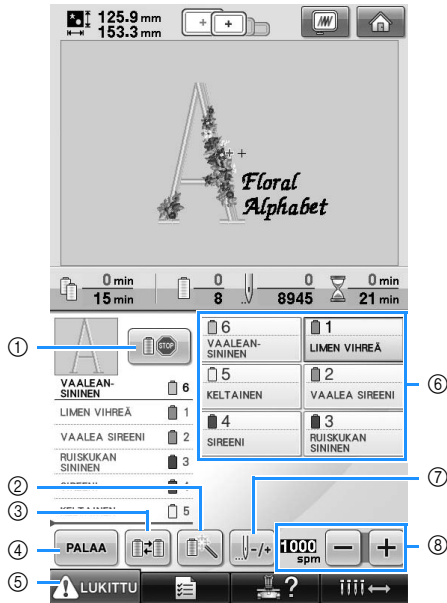 125.9 mm
153.3 mm
Floral
Alphabet
0 min
15 min
0
8
0
8945
0 min
21 min
①
STOP
VAALEAN-
SININEN 6
LIMEN VIHREÄ 1
VAALEA SIREENI 2
RUISKUKAN
SININEN 3
5
6
VAALEAN-
SININEN
1
LIMEN VIHREÄ
5
KELTAINEN
2
VAALEA SIREENI
4
SIREENI
3
RUISKUKAN
SININEN
⑥
②
③
⑦
④
PALAA
-/+
1000
spm
− +
⑧
⑤
LUKITTU
?